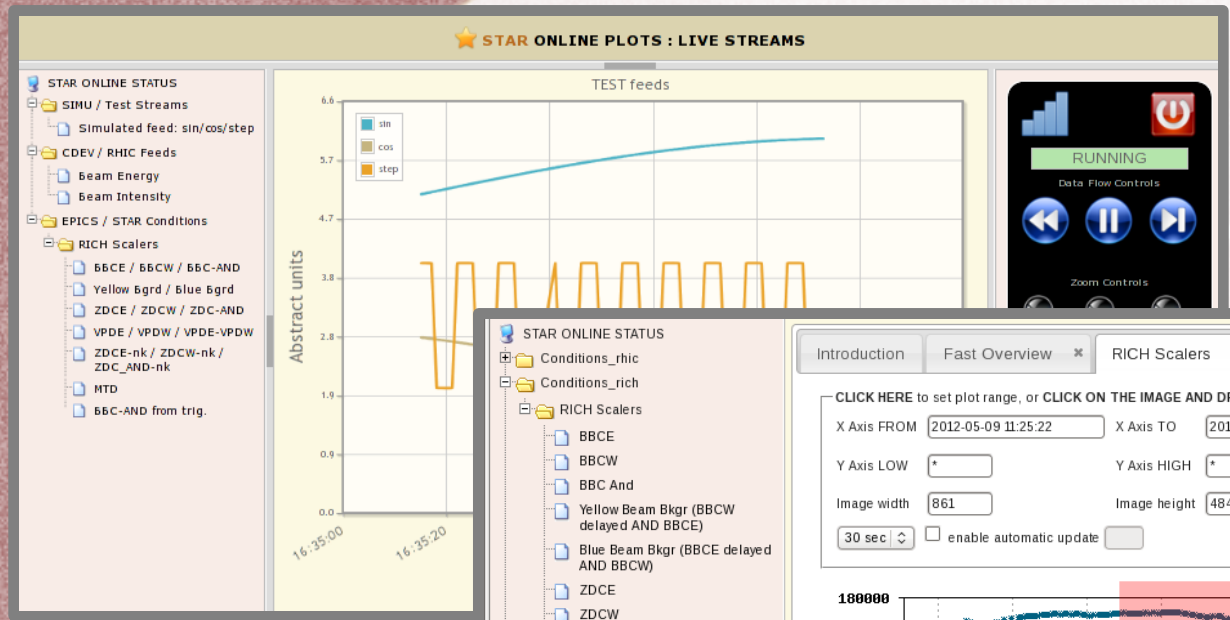 STAR ONLINE PLOTS : LIVE STREAMS
STAR ONLINE STATUS
SIMU / Test Streams
Simulated feed: sin/cos/step
CDEV / RHIC Feeds
Beam Energy
Beam Intensity
EPICS / STAR Conditions
RICH Scalers
BBCE / BBCW / BBC-AND
Yellow Bgrd / Blue Bgrd
ZDCE / ZDCW / ZDC-AND
VPDE / VPDW / VPDE-VPDW
ZDCE-nk / ZDCW-nk /
ZDC_AND-nk
MTD
BBC-AND from trig.
TEST feeds
6.6
5.7
4.7
3.8
2.8
1.9
0.9
0.0
Abstract units
sin
cos
step
16:35:00
16:35:20
RUNNING
Data Flow Controls
Zoom Controls
STAR ONLINE STATUS
Conditions_rhic
Conditions_rich
RICH Scalers
BBCE
BBCW
BBC And
Yellow Beam Bkgr (BBCW
delayed AND BBCE)
Blue Beam Bkgr (BBCE delayed
AND BBCW)
ZDCE
ZDCW
Introduction
Fast Overview
RICH Scalers
CLICK HERE to set plot range, or CLICK ON THE IMAGE AND
X Axis FROM 2012-05-09 11:25:22 X Axis TO 201
Y Axis LOW * Y Axis HIGH *
Image width 861 Image height 484
30 sec enable automatic update
180000